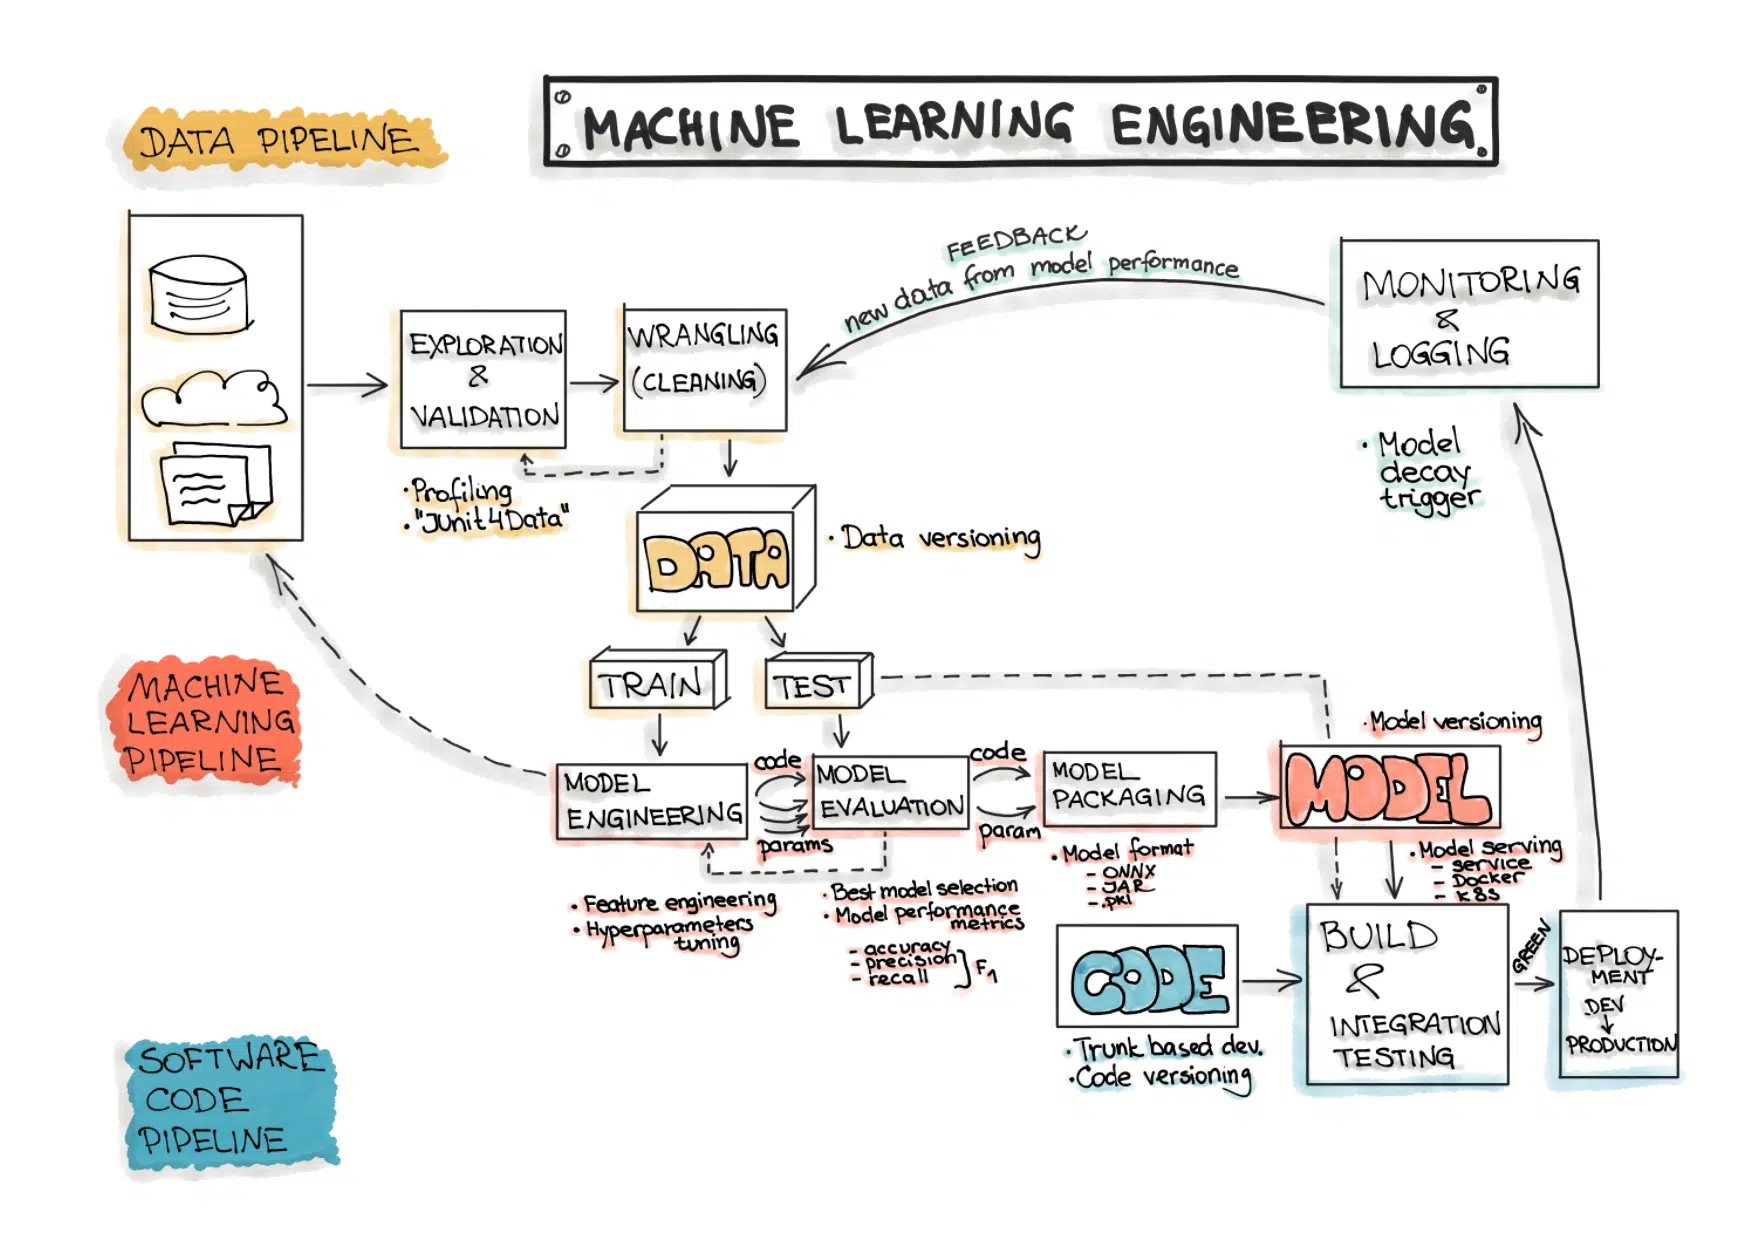 MACHINE LEARNING ENGINEERING
DATA PIPELINE
EXPLORATION
&
VALIDATION
• Profiling
• "JUnit4Data"
WRANGLING
(CLEANING)
FEEDBACK
new data from model performance
MONITORING
&
LOGGING
• Model
decay
trigger
DATA
• Data versioning
TRAIN
TEST
MACHINE
LEARNING
PIPELINE
MODEL
ENGINEERING
• Feature engineering
• Hyperparameters
tuning
code
params
MODEL
EVALUATION
• Best model selection
• Model performance
metrics
- accuracy
- precision
- recall
F1
code
param
MODEL
PACKAGING
• Model format
- ONNX
- JAR
- .pkl
• Model versioning
MODEL
• Model serving
- service
- Docker
- K8S
SOFTWARE
CODE
PIPELINE
CODE
• Trunk based dev.
• Code versioning
BUILD
&
INTEGRATION
TESTING
GREEN
DEPLOY-
MENT
DEV
↓
PRODUCTION